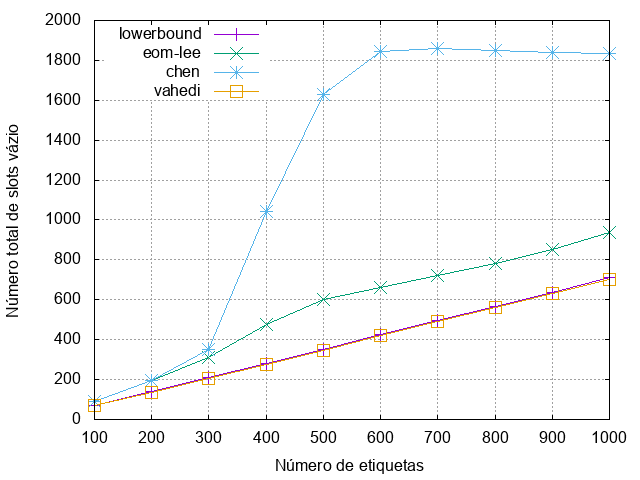 lowerbound
eom-lee
chen
vahedi
2000
1800
1600
1400
1200
1000
800
600
400
200
0
100 200 300 400 500 600 700 800 900 1000
Número total de slots vázio
Número de etiquetas